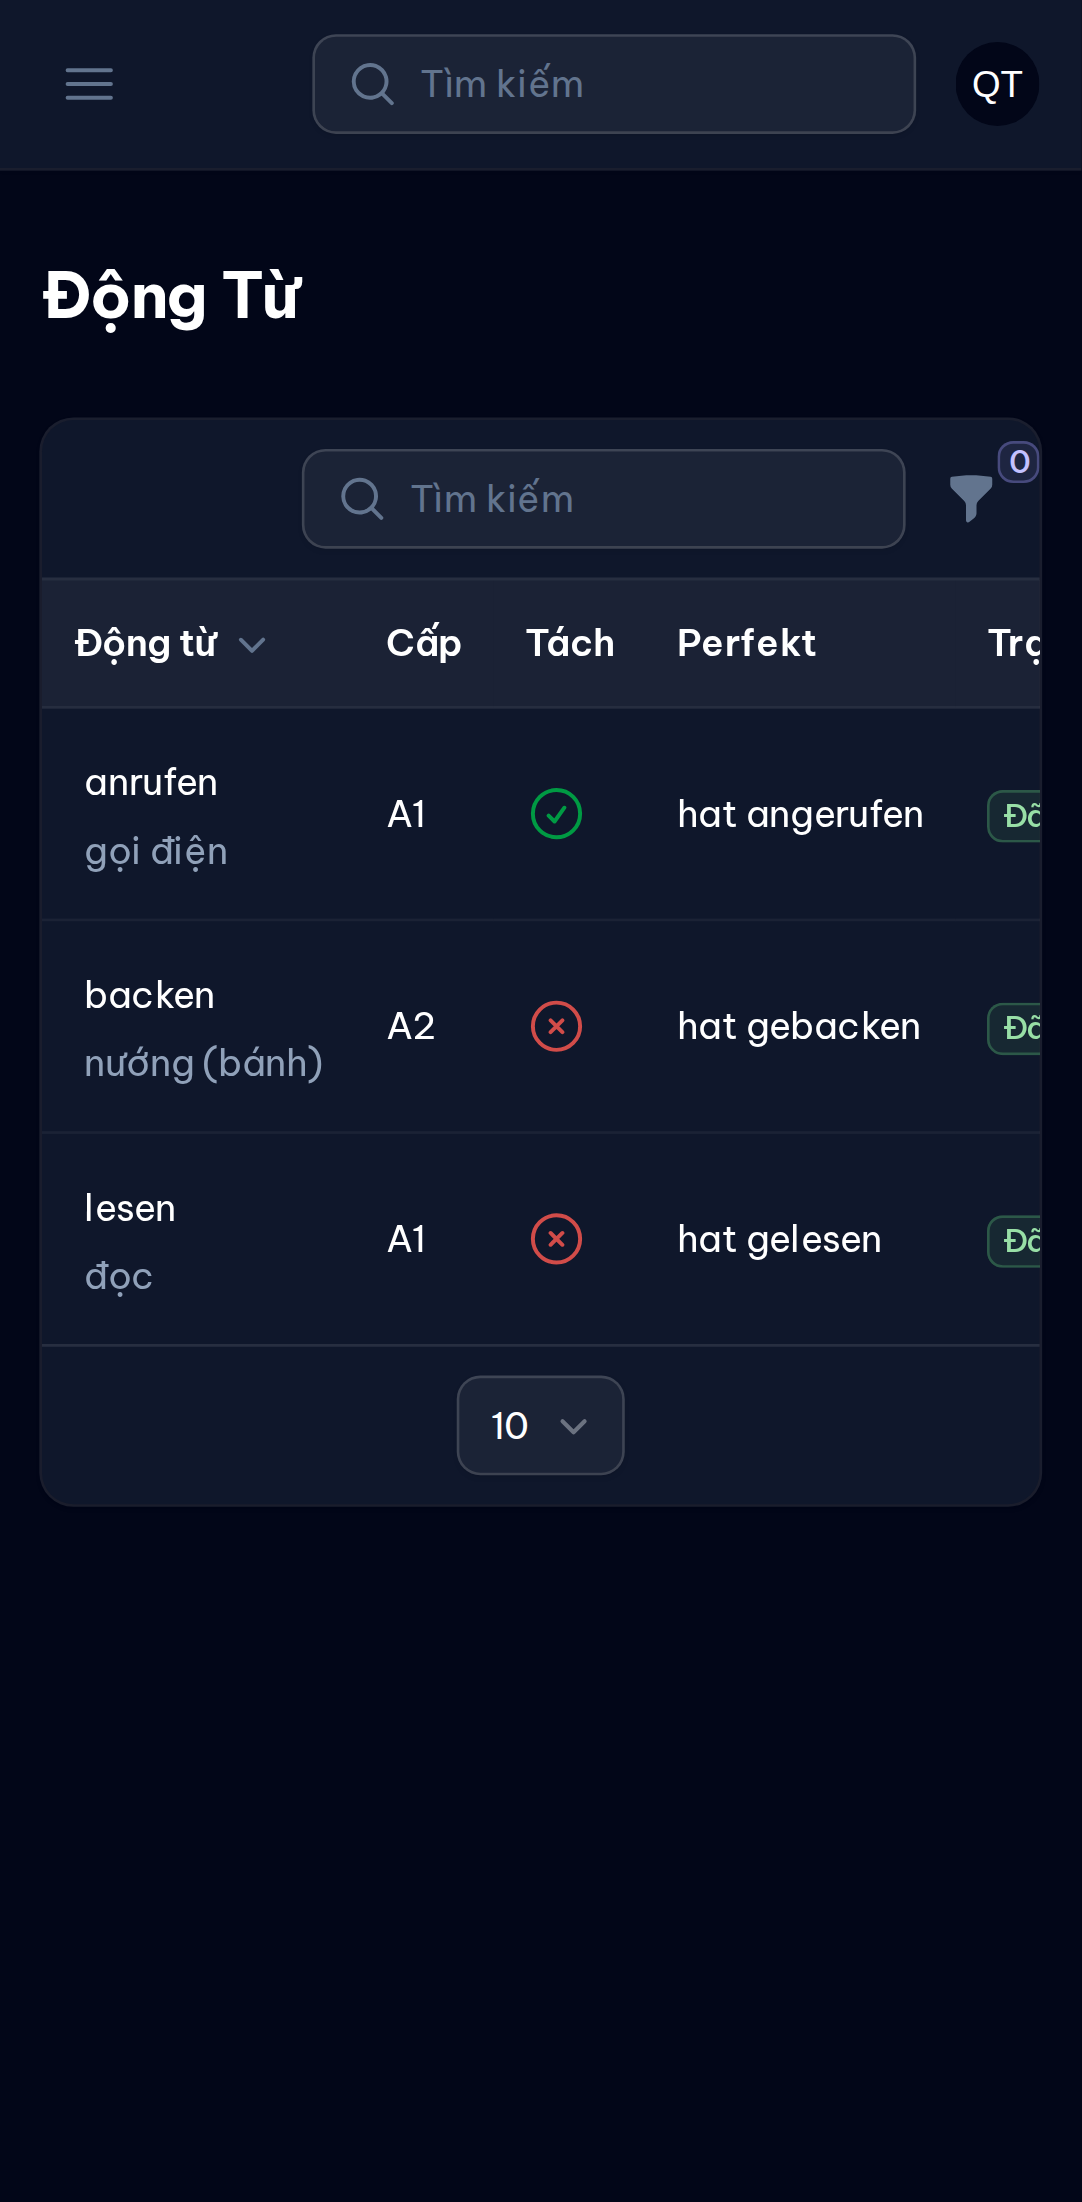 Tìm kiếm
QT
Động Từ
Tìm kiếm
0
Động từ Cấp Tách Perfekt
anrufen
gọi điện
A1
hat angerufen
backen
nướng (bánh)
A2
hat gebacken
lesen
đọc
A1
hat gelesen
10